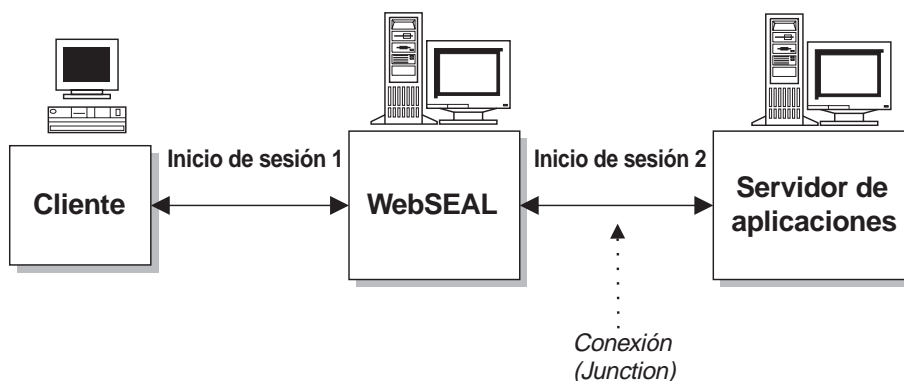 Inicio de sesión 1
Inicio de sesión 2
Cliente
WebSEAL
Servidor de
aplicaciones
Conexión
(Junction)